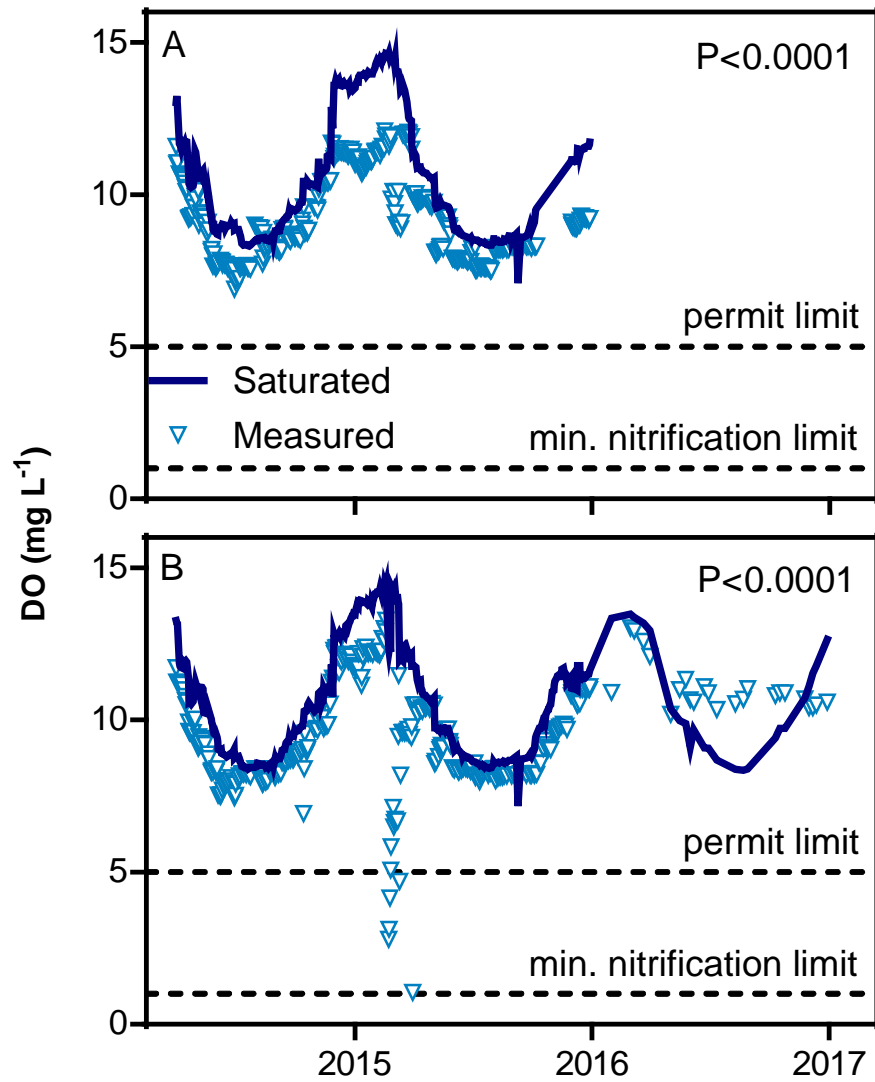 A
P<0.0001
15
10
5
0
permit limit
Saturated
Measured
min. nitrification limit
DO (mg L⁻¹)
B
P<0.0001
15
10
5
0
permit limit
min. nitrification limit
2015
2016
2017